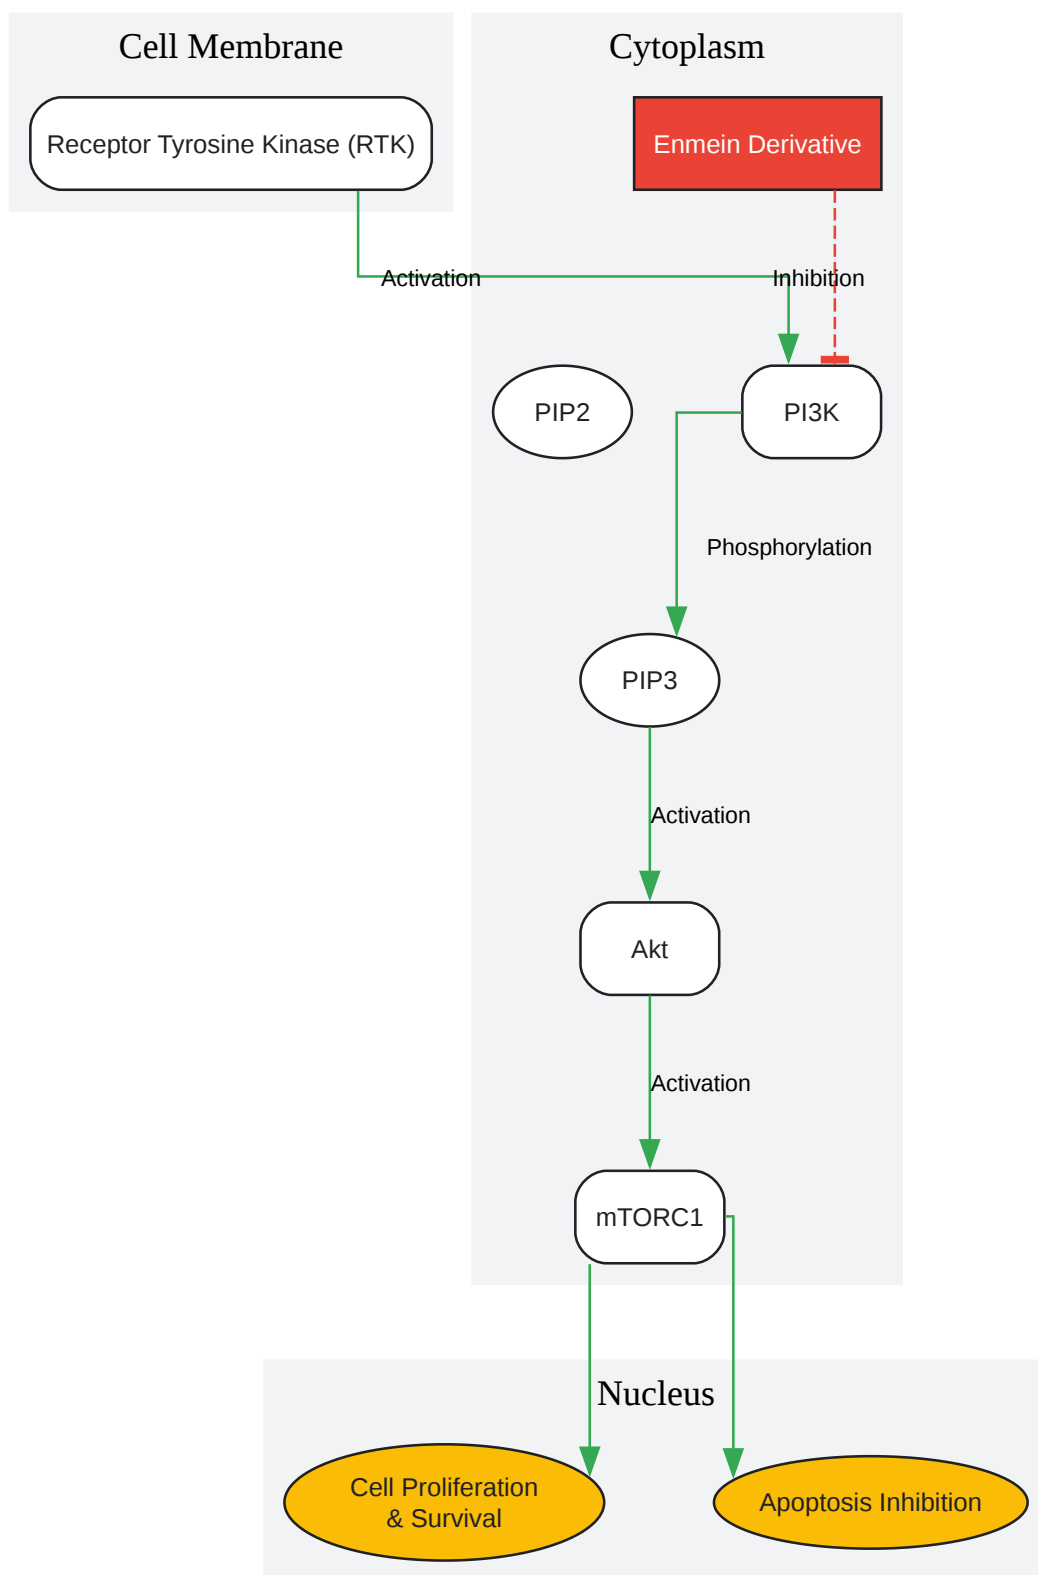 Cell Membrane
Cytoplasm
Receptor Tyrosine Kinase (RTK)
Enmein Derivative
Activation
Inhibition
PIP2
PI3K
Phosphorylation
PIP3
Activation
Akt
Activation
mTORC1
Nucleus
Cell Proliferation
& Survival
Apoptosis Inhibition